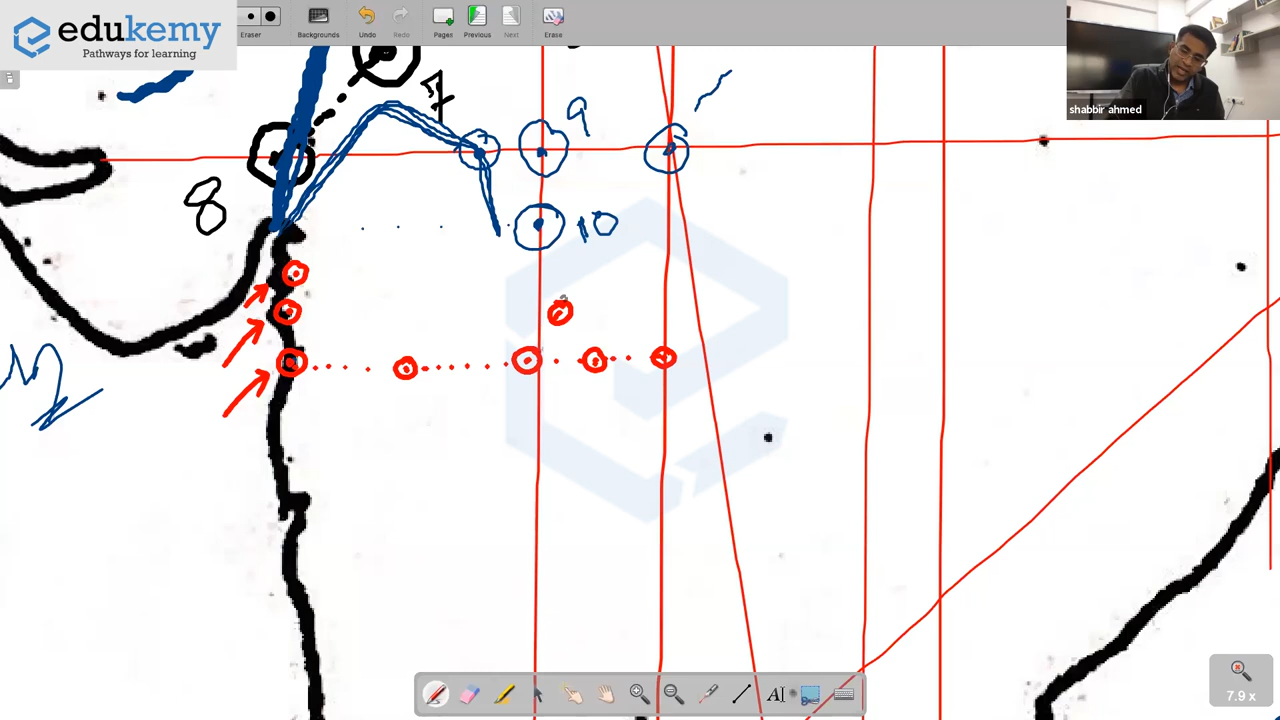 edukemy
Pathways for learning
Eraser
Backgrounds
Undo
Redo
Pages
Previous
Next
Erase
shabbir ahmed
7
9
8
10
7.9 x